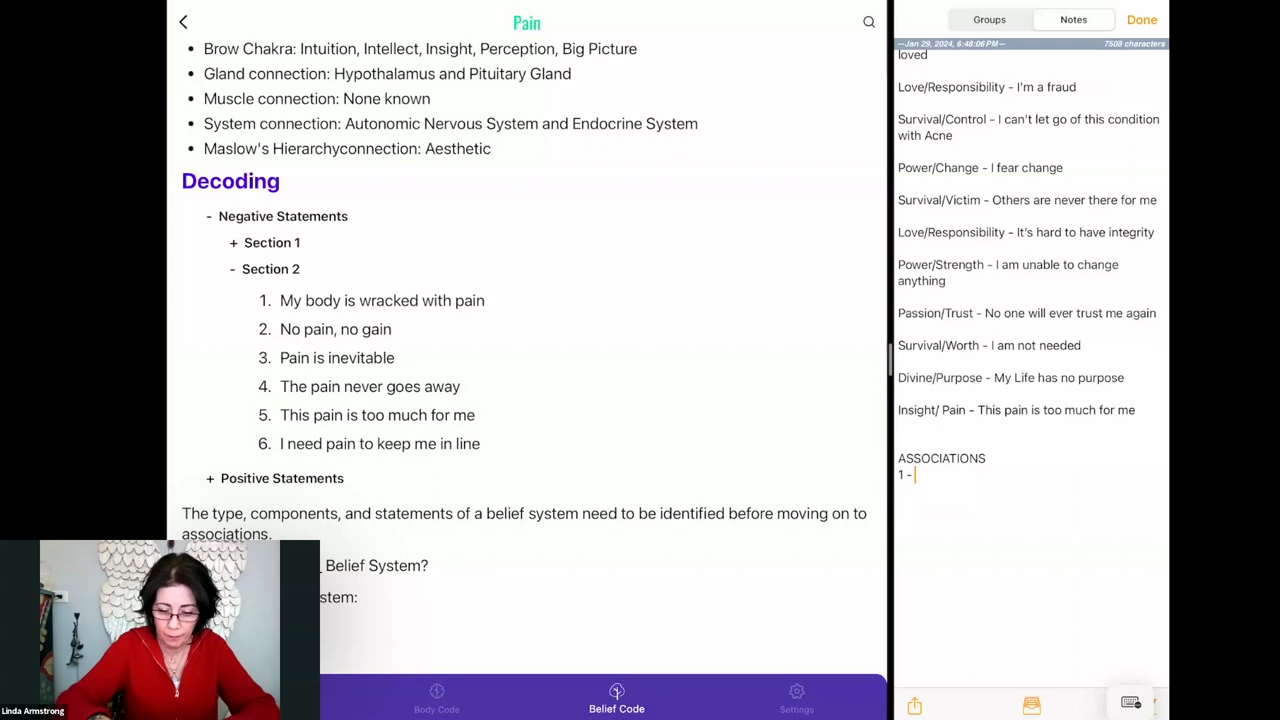 Pain
• Brow Chakra: Intuition, Intellect, Insight, Perception, Big Picture
• Gland connection: Hypothalamus and Pituitary Gland
• Muscle connection: None known
• System connection: Autonomic Nervous System and Endocrine System
• Maslow's Hierarchyconnection: Aesthetic
Decoding
- Negative Statements
+ Section 1
- Section 2
1. My body is wracked with pain
2. No pain, no gain
3. Pain is inevitable
4. The pain never goes away
5. This pain is too much for me
6. I need pain to keep me in line
+ Positive Statements
The type, components, and statements of a belief system need to be identified before moving on to
associations.
Belief System?
stem:
Body Code
Belief Code
Settings
Linda Armstrong
Groups
Notes
Done
—Jan 29, 2024, 6:48:06 PM—
7508 characters
loved
Love/Responsibility - I'm a fraud
Survival/Control - I can't let go of this condition
with Acne
Power/Change - I fear change
Survival/Victim - Others are never there for me
Love/Responsibility - It's hard to have integrity
Power/Strength - I am unable to change
anything
Passion/Trust - No one will ever trust me again
Survival/Worth - I am not needed
Divine/Purpose - My Life has no purpose
Insight/ Pain - This pain is too much for me
ASSOCIATIONS
1 -